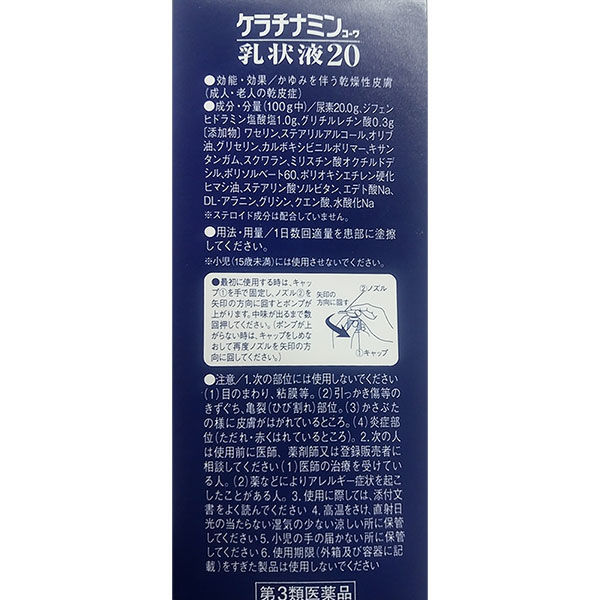 ケラチナミンコーワ
乳状液20
●効能・効果/かゆみを伴う乾燥性皮膚
(成人・老人の乾皮症)
●成分・分量(100g中)/尿素20.0g、ジフェン
ヒドラミン塩酸塩1.0g、グリチルレチン酸0.3g
[添加物]ワセリン、ステアリルアルコール、オリブ
油、グリセリン、カルボキシビニルポリマー、キサン
タンガム、スクワラン、ミリスチン酸オクチルドデ
シル、ポリソルベート60、ポリオキシエチレン硬化
ヒマシ油、ステアリン酸ソルビタン、エデト酸Na、
DL-アラニン、グリシン、クエン酸、水酸化Na
※ステロイド成分は配合していません。
●用法・用量/1日数回適量を患部に塗擦
してください。
※小児(15歳未満)には使用させないでください。
●最初に使用する時は、キャッ
プ①を手で固定し、ノズル②を
矢印の方向に回すとポンプが
上がります。中味が出るまで数
回押してください。(ポンプが上
がらない時は、キャップをしめな
おして再度ノズルを矢印の方向
に回してください。)
②ノズル
矢印の
方向に回す
①キャップ
●注意/1.次の部位には使用しないでください
(1)目のまわり、粘膜等。(2)引っかき傷等の
きずぐち、亀裂(ひび割れ)部位。(3)かさぶた
の様に皮膚がはがれているところ。(4)炎症部
位(ただれ・赤くはれているところ)。2.次の人
は使用前に医師、薬剤師又は登録販売者に
相談してください(1)医師の治療を受けてい
る人。(2)薬などによりアレルギー症状を起こ
したことがある人。3.使用に際しては、添付文
書をよく読んでください 4.高温をさけ、直射日
光の当たらない湿気の少ない涼しい所に保管
してください 5.小児の手の届かない所に保管
してください 6.使用期限(外箱及び容器に記
載)をすぎた製品は使用しないでください
第3類医薬品